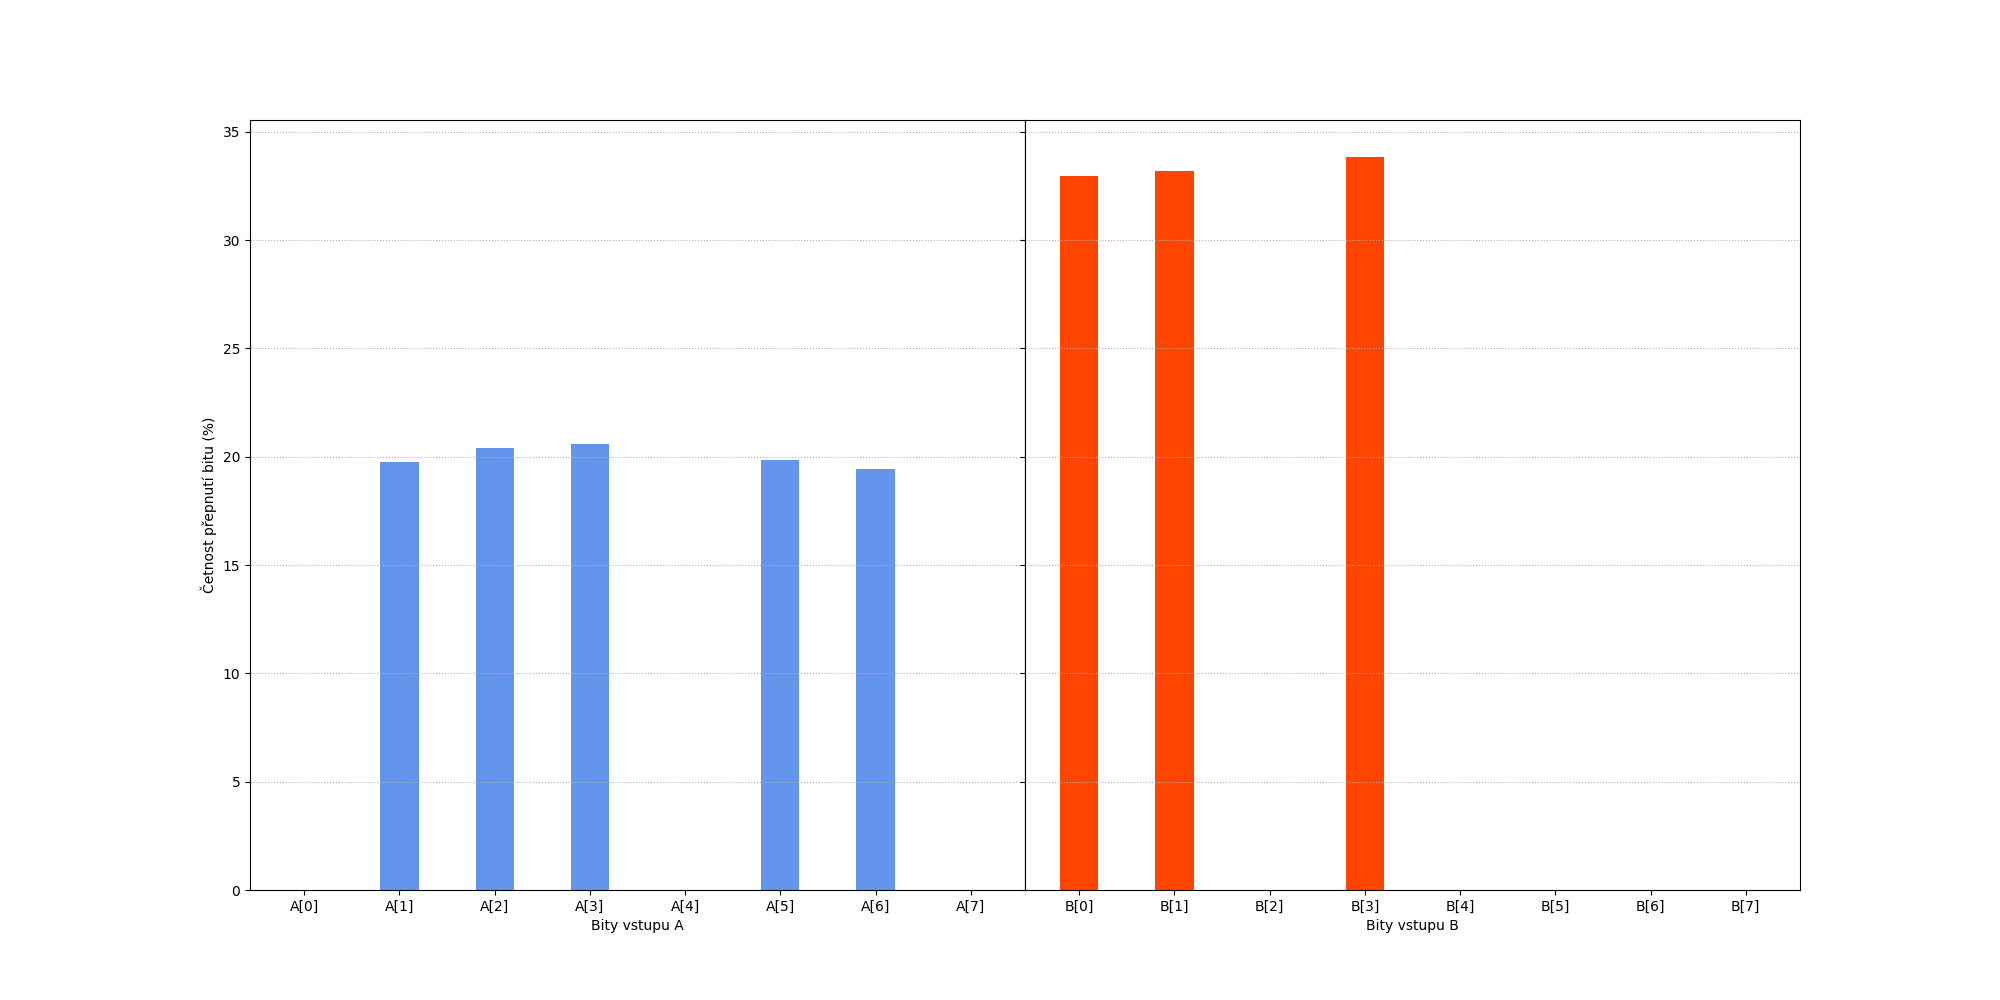 35
30
25
20
15
10
5
0
Četnost přepnutí bitu (%)
A[0] A[1] A[2] A[3] A[4] A[5] A[6] A[7]
Bity vstupu A
B[0] B[1] B[2] B[3] B[4] B[5] B[6] B[7]
Bity vstupu B